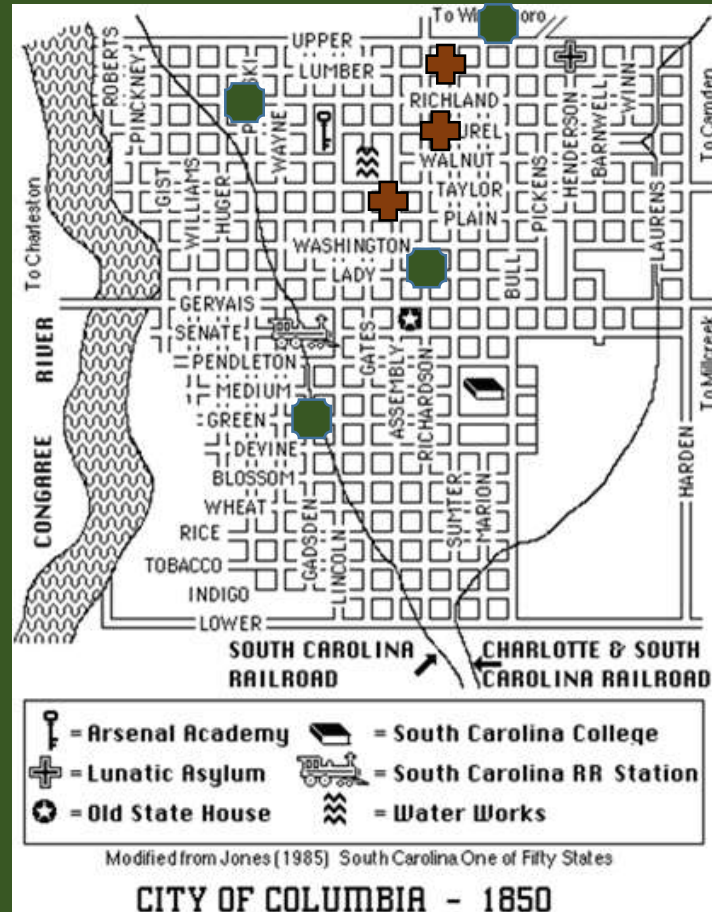 To
UPPER
ROBERTS
PINCKNEY
LUMBER
WINN
RICHLAND
To Camden
WAYNE
HENDERSON
BARNWELL
WALNUT
GIST
WILLIAMS
HUGER
TAYLOR
PICKENS
LAURENS
PLAIN
To Charleston
WASHINGTON
LADY
BULL
GERVAIS
SENATE
GATES
PENDLETON
ASSEMBLY
RICHARDSON
To Millcreek
MEDIUM
GREEN
CONGAREE RIVER
DEVINE
HARDEN
BLOSSOM
WHEAT
SUMTER
MARION
RICE
GADSDEN
LINCOLN
TOBACCO
INDIGO
LOWER
SOUTH CAROLINA
RAILROAD
CHARLOTTE & SOUTH
CAROLINA RAILROAD
= Arsenal Academy
= South Carolina College
= Lunatic Asylum
= South Carolina RR Station
= Old State House
= Water Works
Modified from Jones (1985) South Carolina One of Fifty States
CITY OF COLUMBIA - 1850